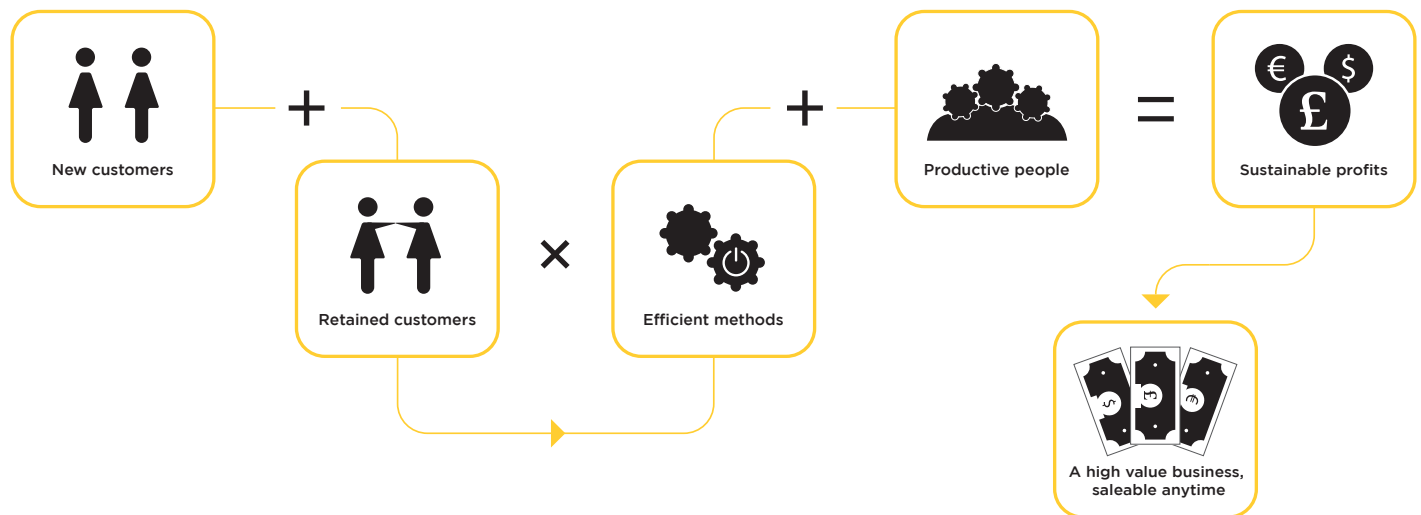 New customers
+
Retained customers
×
Efficient methods
+
Productive people
=
€ $
£
Sustainable profits
$ £ €
A high value business,
saleable anytime